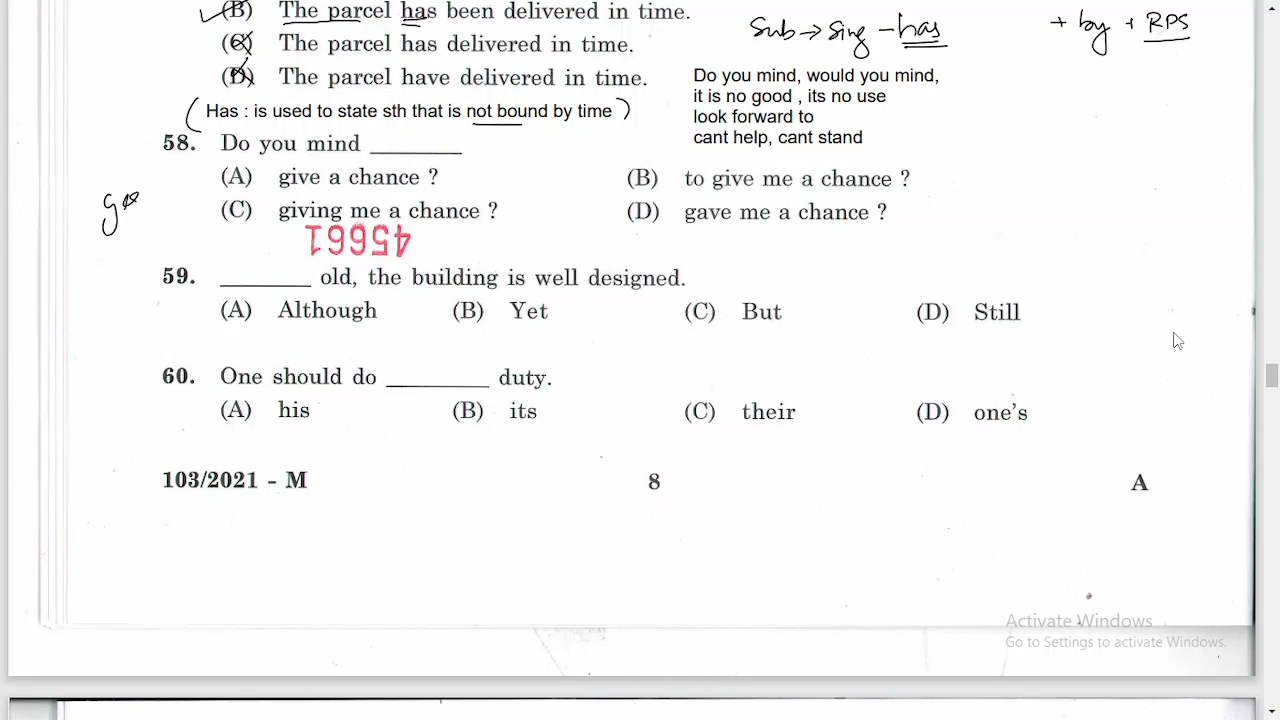 (B) The parcel has been delivered in time.
Sub → Sing - has
+ by + RPS
(C) The parcel has delivered in time.
(D) The parcel have delivered in time.
Do you mind, would you mind,
it is no good , its no use
look forward to
cant help, cant stand
(Has : is used to state sth that is not bound by time)
58. Do you mind ________
(A) give a chance ? (B) to give me a chance ?
(C) giving me a chance ? (D) gave me a chance ?
45661
59. ________ old, the building is well designed.
(A) Although (B) Yet (C) But (D) Still
60. One should do _________ duty.
(A) his (B) its (C) their (D) one's
103/2021 - M 8 A
Activate Windows
Go to Settings to activate Windows.